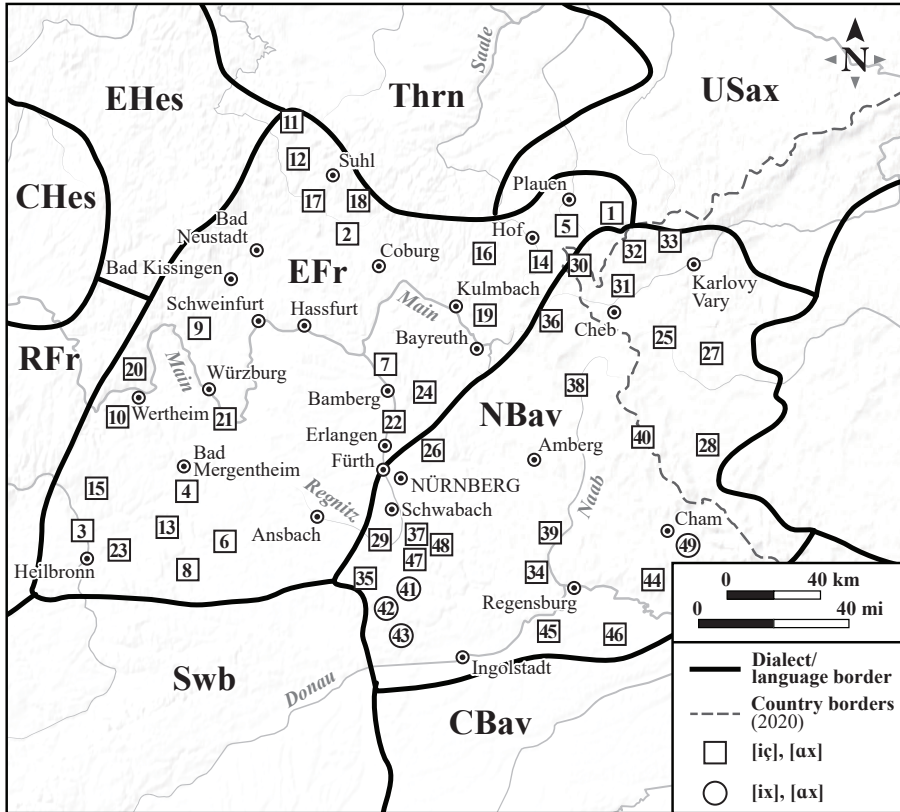 EHes
Thrn
Saale
USax
N
11
12
Suhl
CHes
17
18
Plauen
1
Bad
Neustadt
2
5
Hof
16
14
30
32
33
Coburg
EFr
Bad Kissingen
Karlovy
Vary
31
Kulmbach
Schweinfurt
Hassfurt
Main
19
36
Cheb
9
RFr
Bayreuth
25
27
20
Main
7
Würzburg
38
24
Bamberg
Wertheim
10
21
22
NBav
Erlangen
26
40
28
Fürth
Amberg
Bad
Mergentheim
NÜRNBERG
15
4
Regnitz
Naab
Schwabach
Ansbach
Cham
3
13
6
29
37
48
39
49
23
Heilbronn
8
47
35
34
44
41
Regensburg
42
43
45
46
Ingolstadt
Swb
Donau
CBav
0 40 km
0 40 mi
Dialect/
language border
Country borders
(2020)
[iç], [ɑx]
[ix], [ɑx]